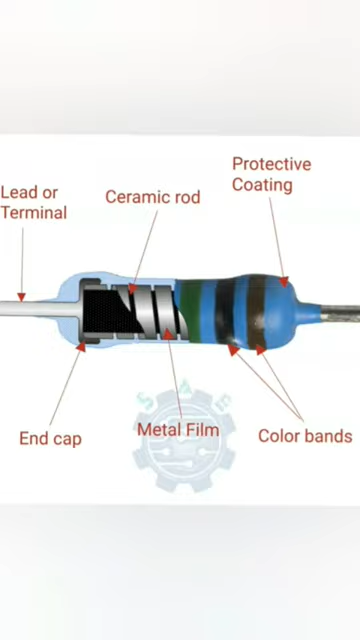 Protective
Coating
Lead or
Terminal
Ceramic rod
End cap
Metal Film
Color bands
S A E